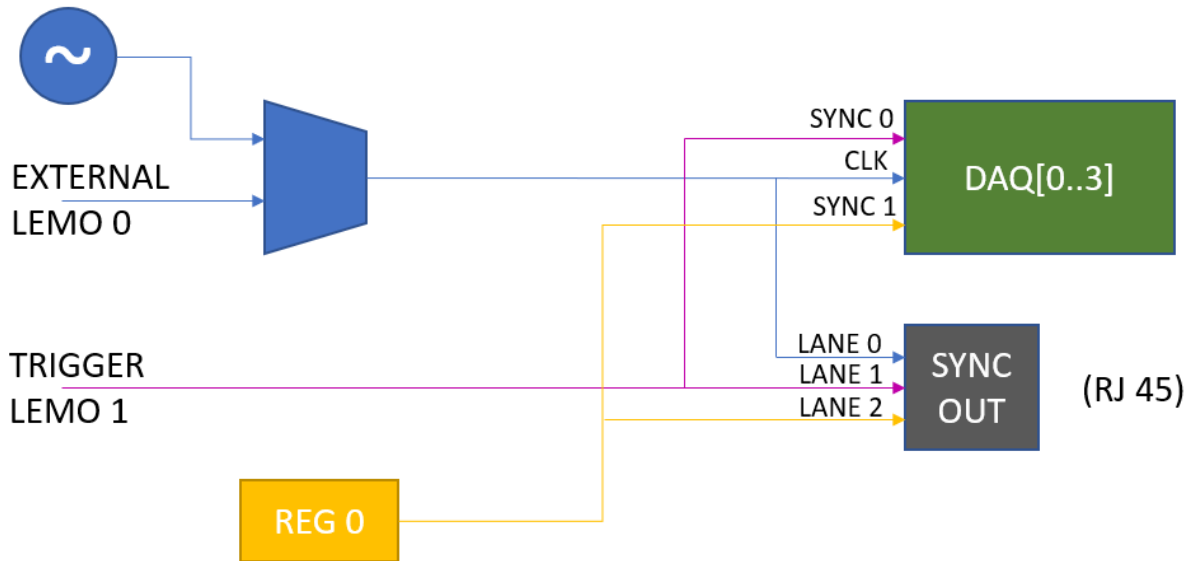 ~
EXTERNAL
LEMO 0
SYNC 0
CLK
SYNC 1
DAQ[0..3]
TRIGGER
LEMO 1
LANE 0
LANE 1
LANE 2
SYNC
OUT
(RJ 45)
REG 0